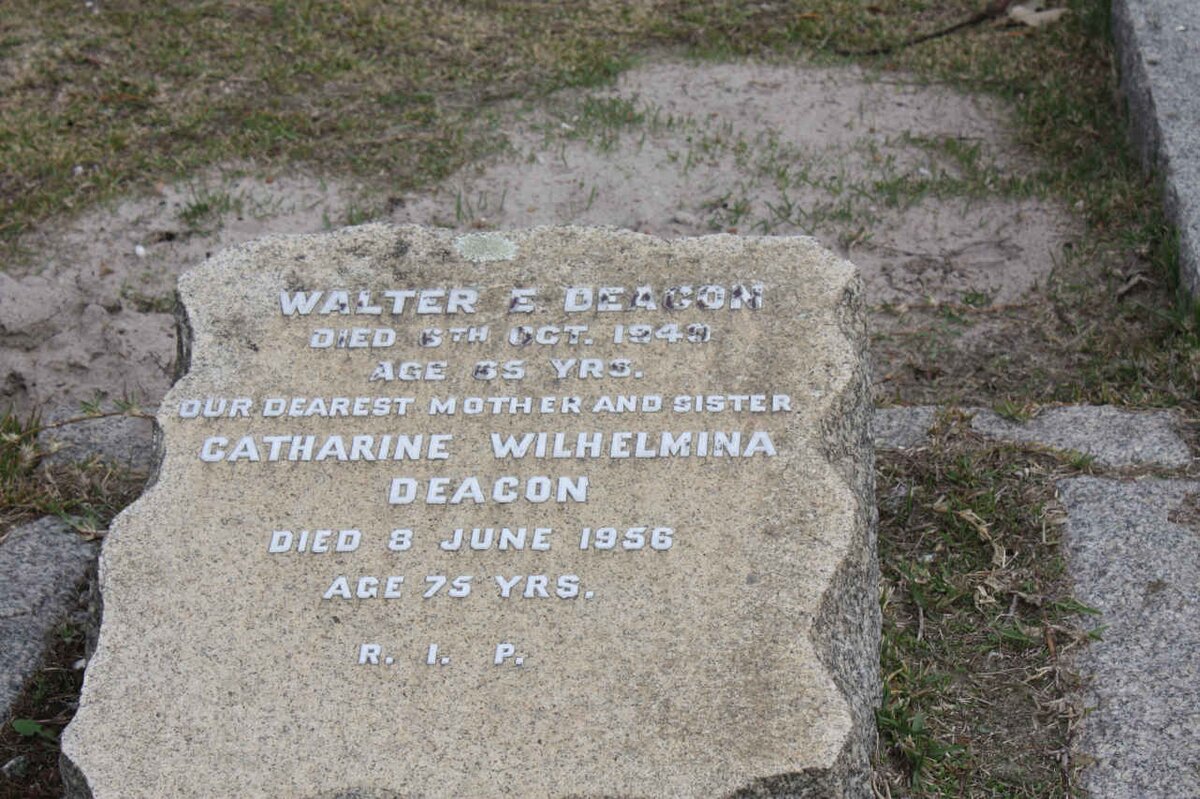 WALTER E. DEACON
DIED 6TH OCT. 1949
AGE 65 YRS.
OUR DEAREST MOTHER AND SISTER
CATHARINE WILHELMINA
DEACON
DIED 8 JUNE 1956
AGE 75 YRS.
R. I. P.